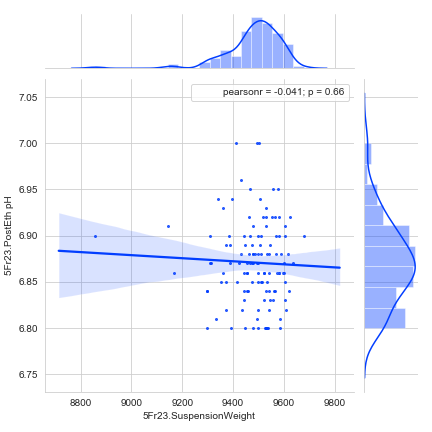 pearsonr = -0.041; p = 0.66
7.05
7.00
6.95
6.90
6.85
6.80
6.75
5Fr23.PostEth pH
8800 9000 9200 9400 9600 9800
5Fr23.SuspensionWeight